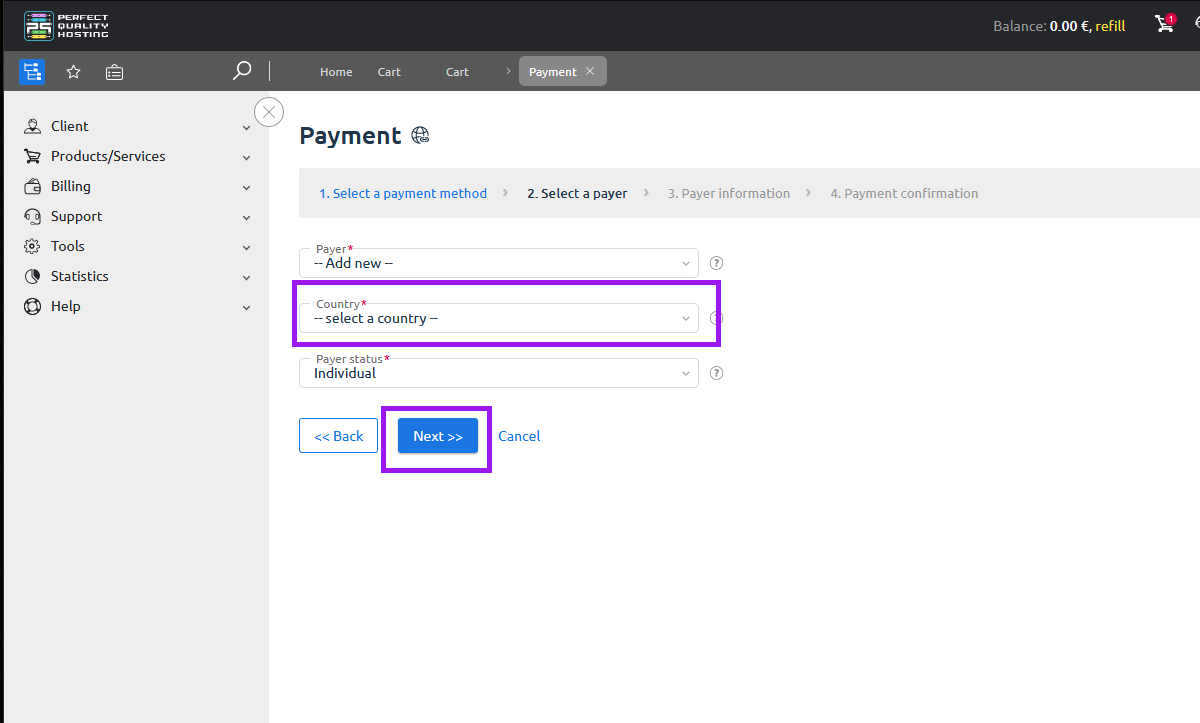 PERFECT
QUALITY
HOSTING
Balance: 0.00 €, refill
1
Home
Cart
Cart
Payment
Client
Products/Services
Billing
Support
Tools
Statistics
Help
Payment
1. Select a payment method
2. Select a payer
3. Payer information
4. Payment confirmation
Payer*
-- Add new --
?
Country*
-- select a country --
Payer status*
Individual
?
<< Back
Next >>
Cancel